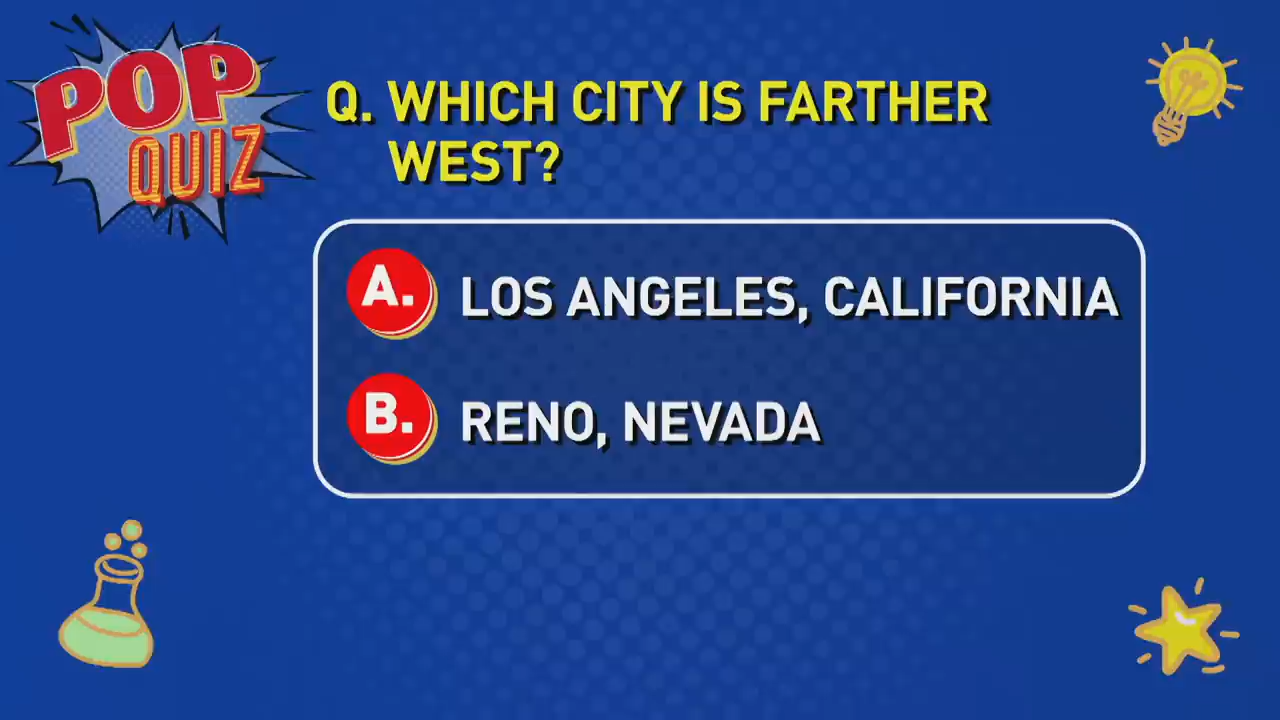 POP
QUIZ
Q. WHICH CITY IS FARTHER
WEST?
A. LOS ANGELES, CALIFORNIA
B. RENO, NEVADA